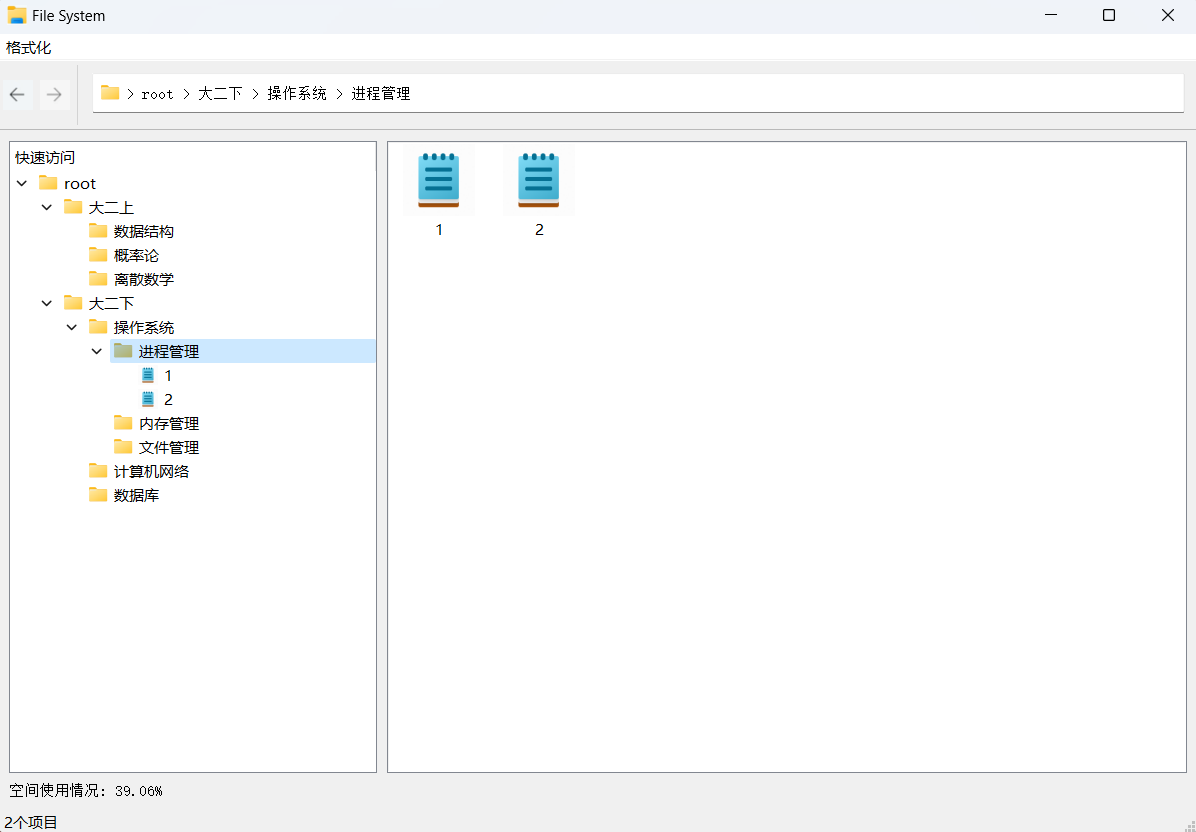 File System
格式化
root 大二下 操作系统 进程管理
快速访问
root
大二上
数据结构
概率论
离散数学
大二下
操作系统
进程管理
1
2
内存管理
文件管理
计算机网络
数据库
1 2
空间使用情况: 39.06%
2个项目